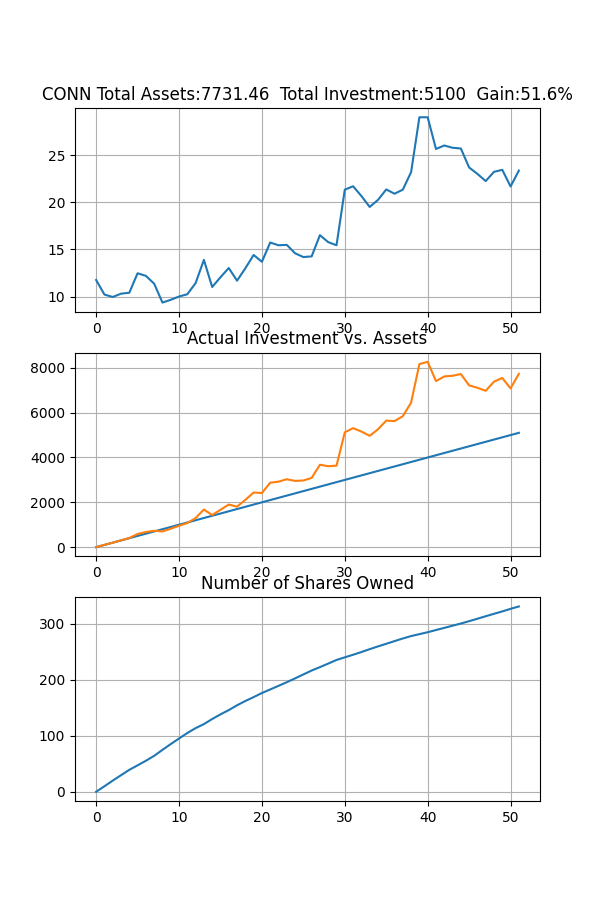 CONN Total Assets:7731.46  Total Investment:5100  Gain:51.6%
25
20
15
10
0 10 20 30 40 50
Actual Investment vs. Assets
8000
6000
4000
2000
0
0 10 20 30 40 50
Number of Shares Owned
300
200
100
0
0 10 20 30 40 50